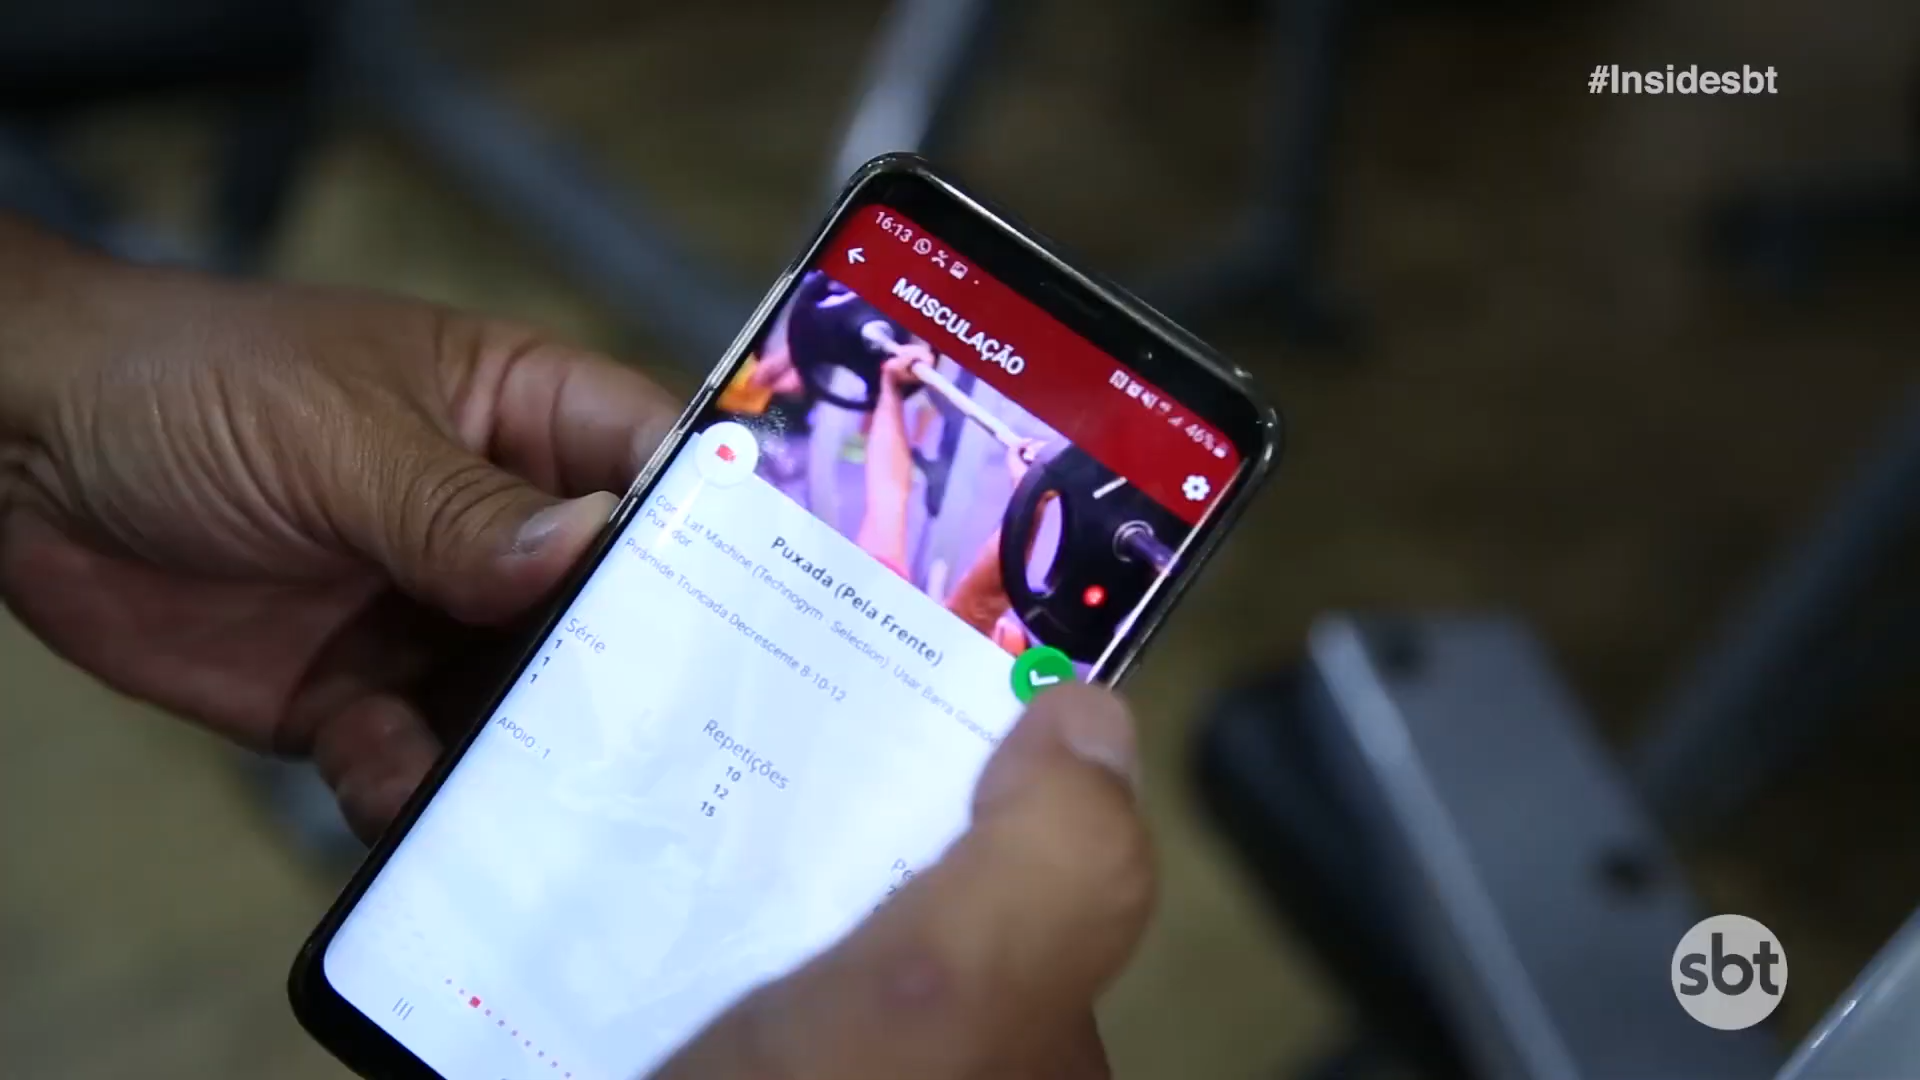 #Insidesbt
16:13
46%
MUSCULAÇÃO
Puxada (Pela Frente)
Lat Machine (Technogym : Selection). Usar Barra Grande
Pirâmide Truncada Decrescente 8-10-12
Série
1
1
1
Repetições
10
12
15
APOIO : 1
sbt